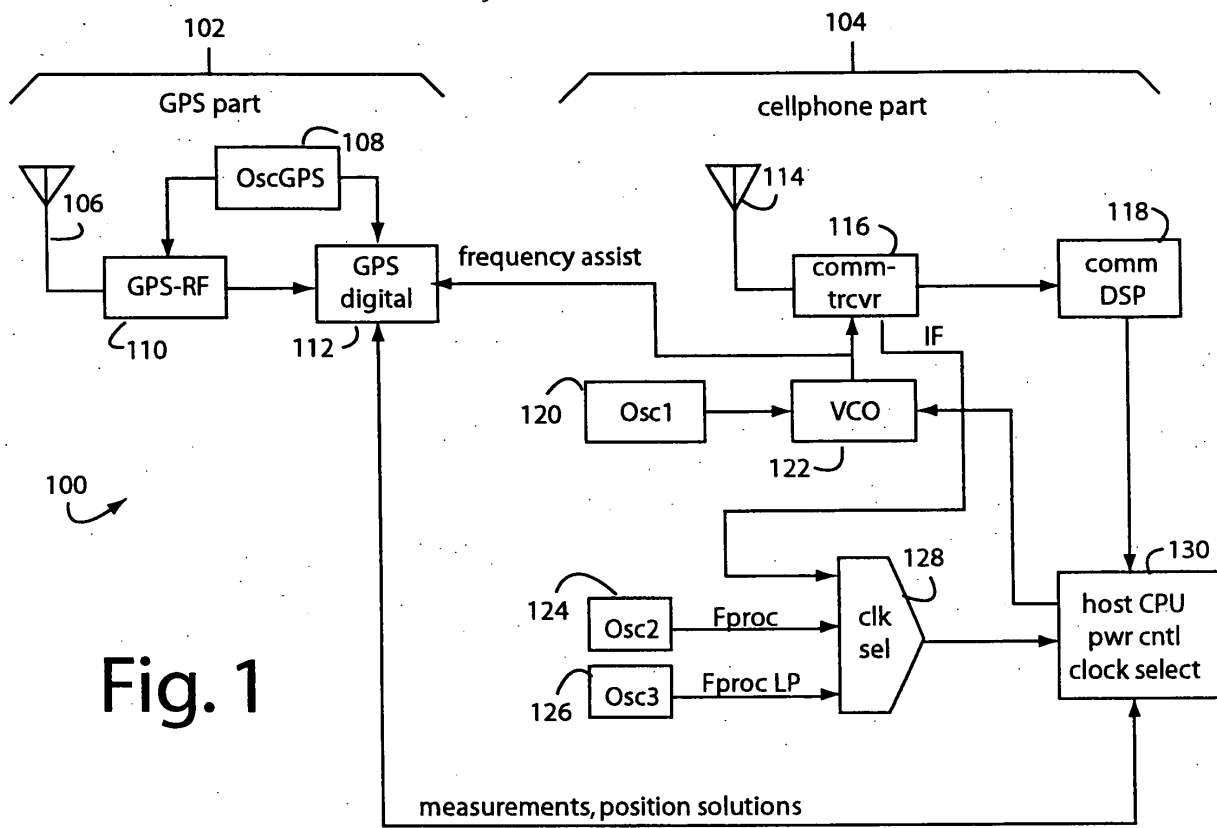 102
104
GPS part
cellphone part
108
OscGPS
106
114
116
118
GPS-RF
GPS
digital
frequency assist
comm-
trcvr
comm
DSP
110
112
IF
120
Osc1
VCO
122
100
124
Osc2
Fproc
clk
sel
128
130
host CPU
pwr cntl
clock select
126
Osc3
Fproc LP
Fig. 1
measurements, position solutions